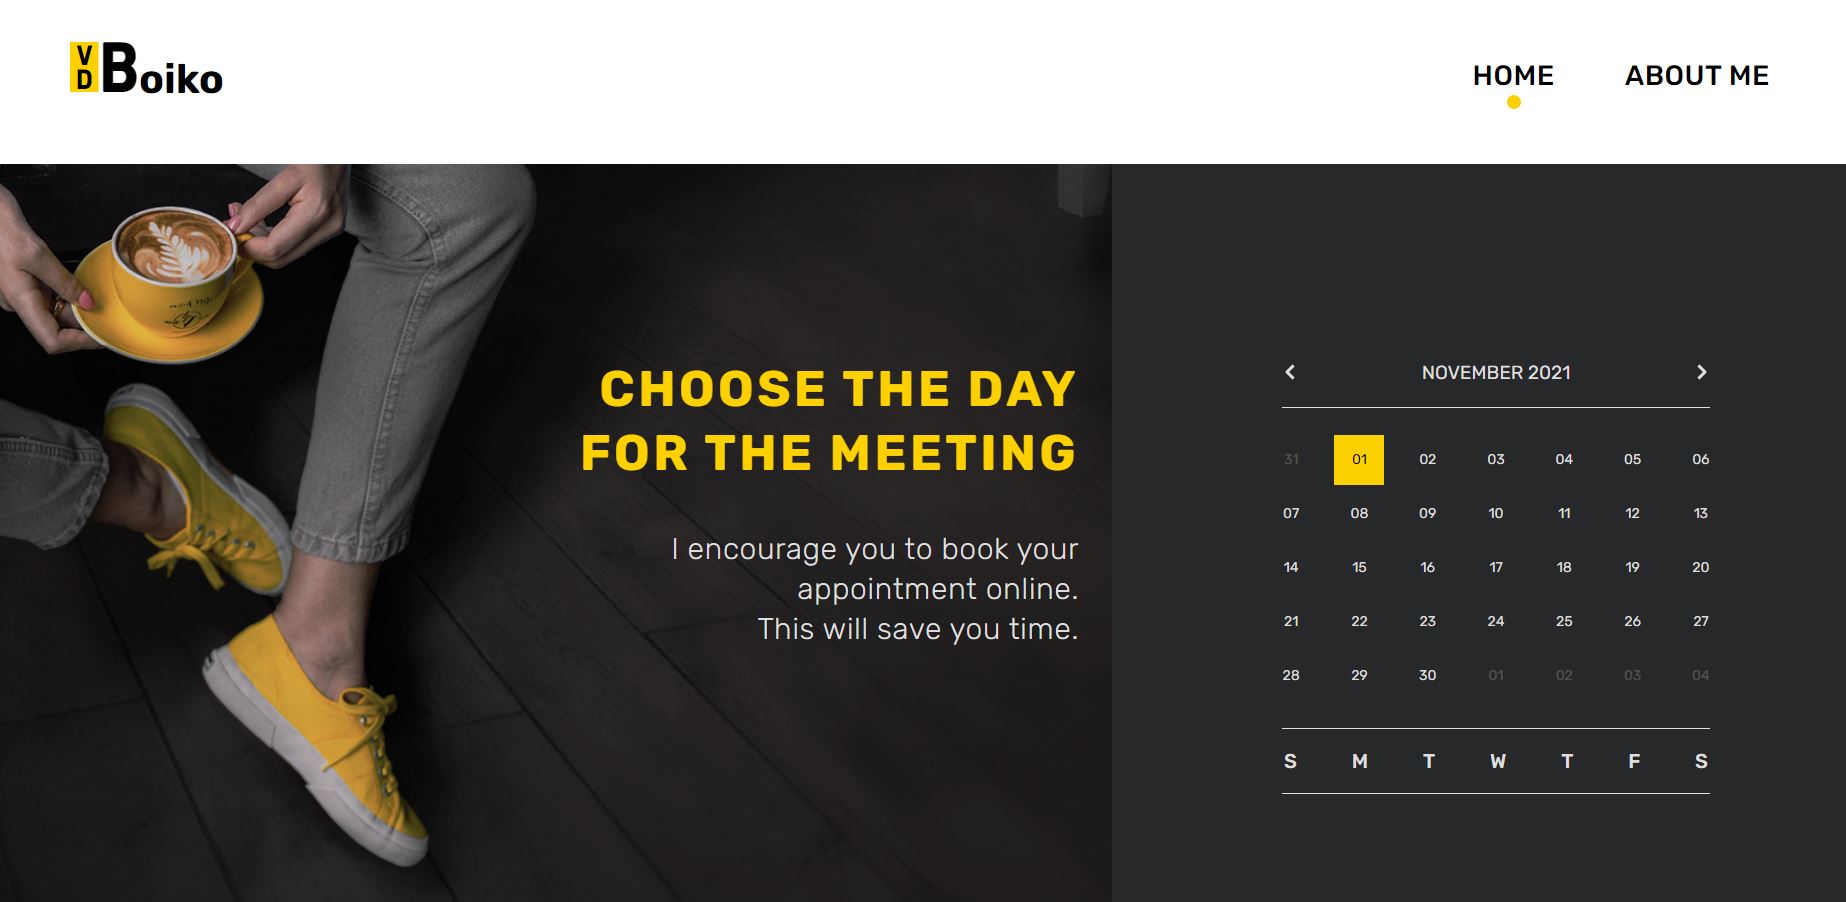 VD Boiko
HOME ABOUT ME
CHOOSE THE DAY
FOR THE MEETING
I encourage you to book your
appointment online.
This will save you time.
NOVEMBER 2021
31 01 02 03 04 05 06
07 08 09 10 11 12 13
14 15 16 17 18 19 20
21 22 23 24 25 26 27
28 29 30 01 02 03 04
S M T W T F S